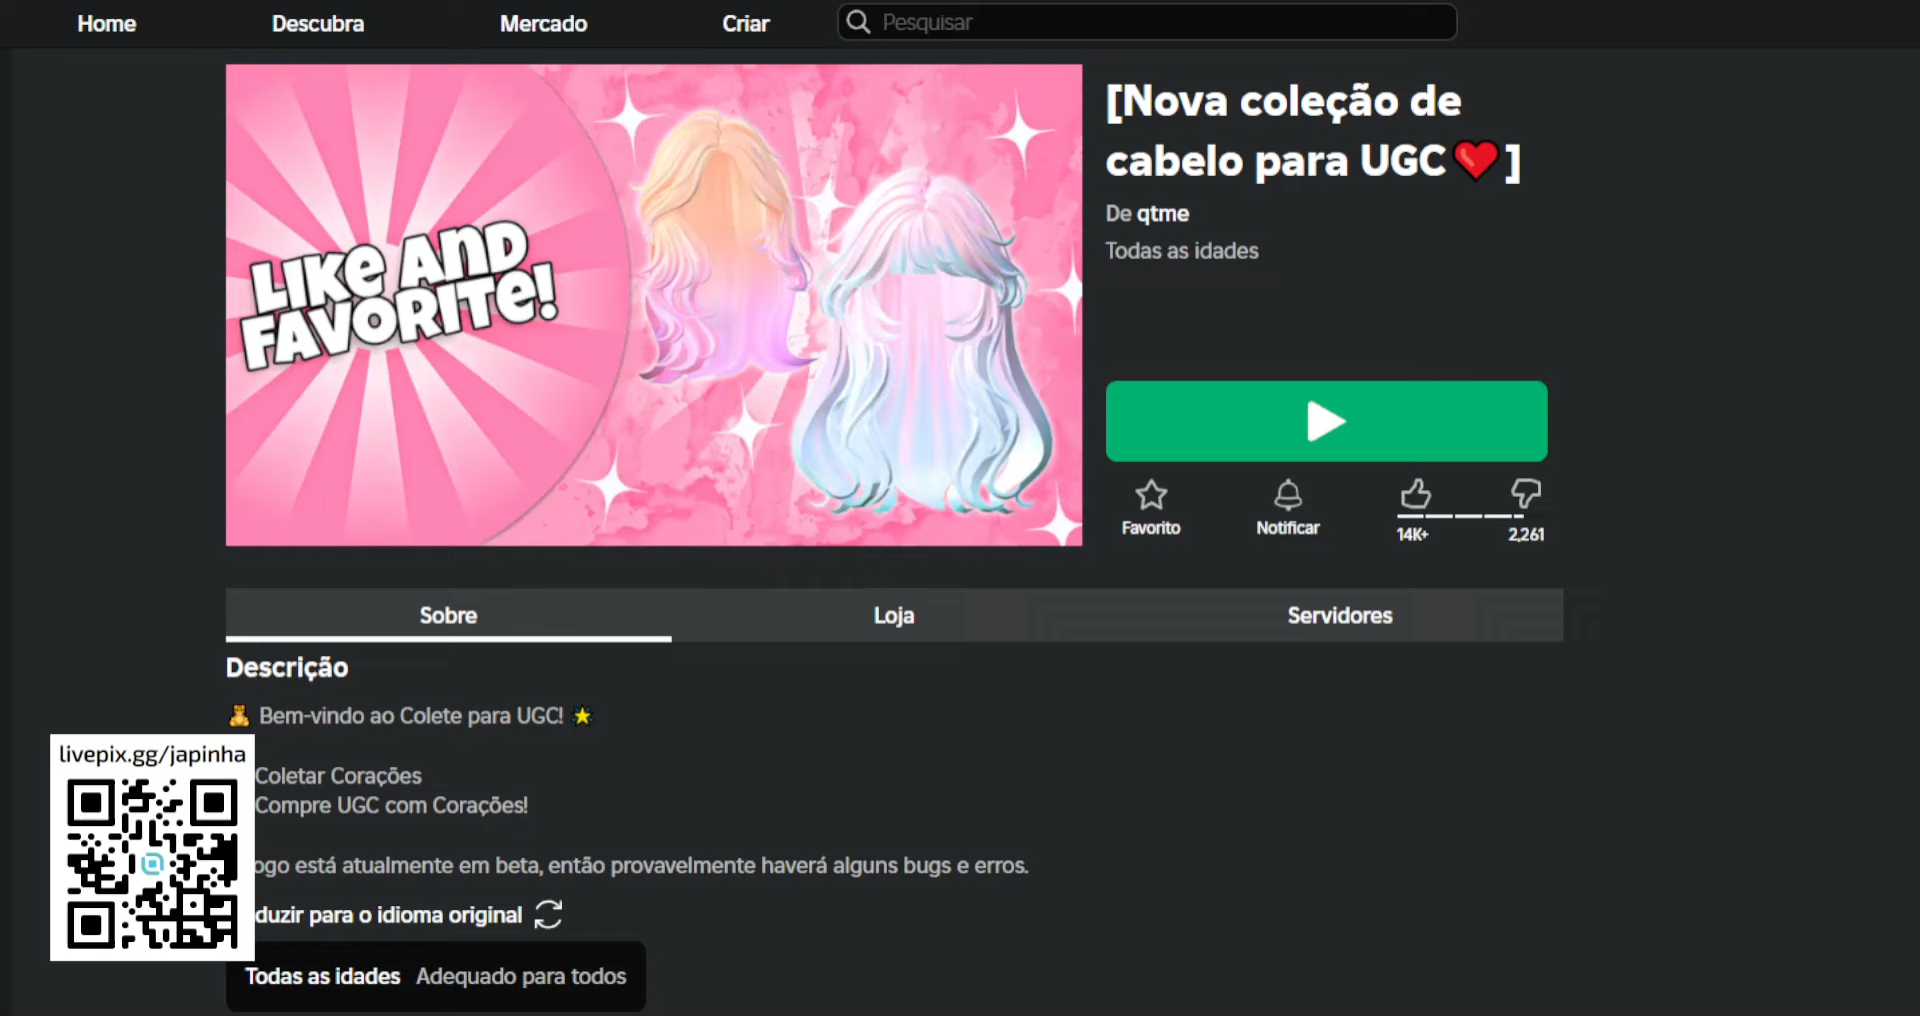 Home Descubra Mercado Criar Pesquisar
LIKE AND
FAVORITE!
[Nova coleção de
cabelo para UGC❤️]
De qtme
Todas as idades
Favorito Notificar 14K+ 2,261
Sobre Loja Servidores
Descrição
🧸 Bem-vindo ao Colete para UGC! 🌟
livepix.gg/japinha
Coletar Corações
Compre UGC com Corações!
ogo está atualmente em beta, então provavelmente haverá alguns bugs e erros.
duzir para o idioma original
Todas as idades Adequado para todos